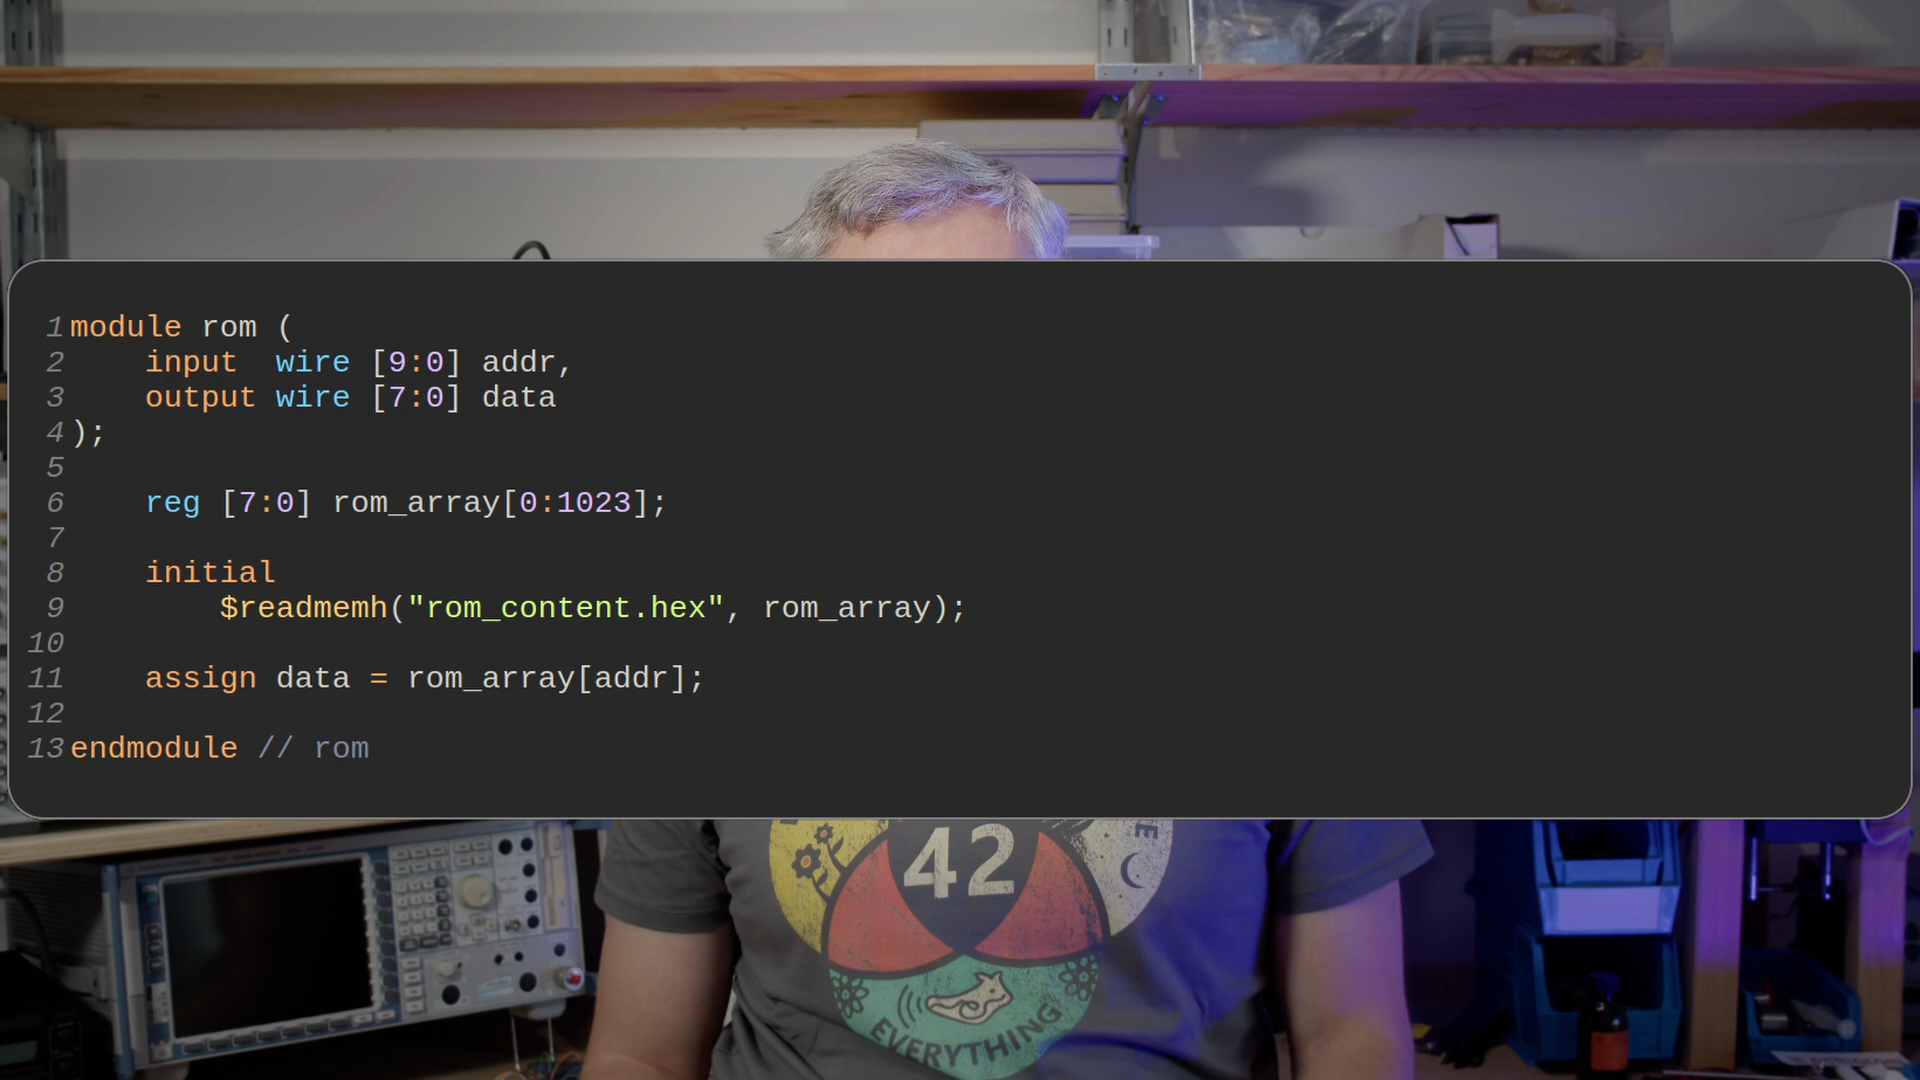 1 module rom (
2     input  wire [9:0] addr,
3     output wire [7:0] data
4 );
5
6     reg [7:0] rom_array[0:1023];
7
8     initial
9         $readmemh("rom_content.hex", rom_array);
10
11     assign data = rom_array[addr];
12
13 endmodule // rom
42
EVERYTHING